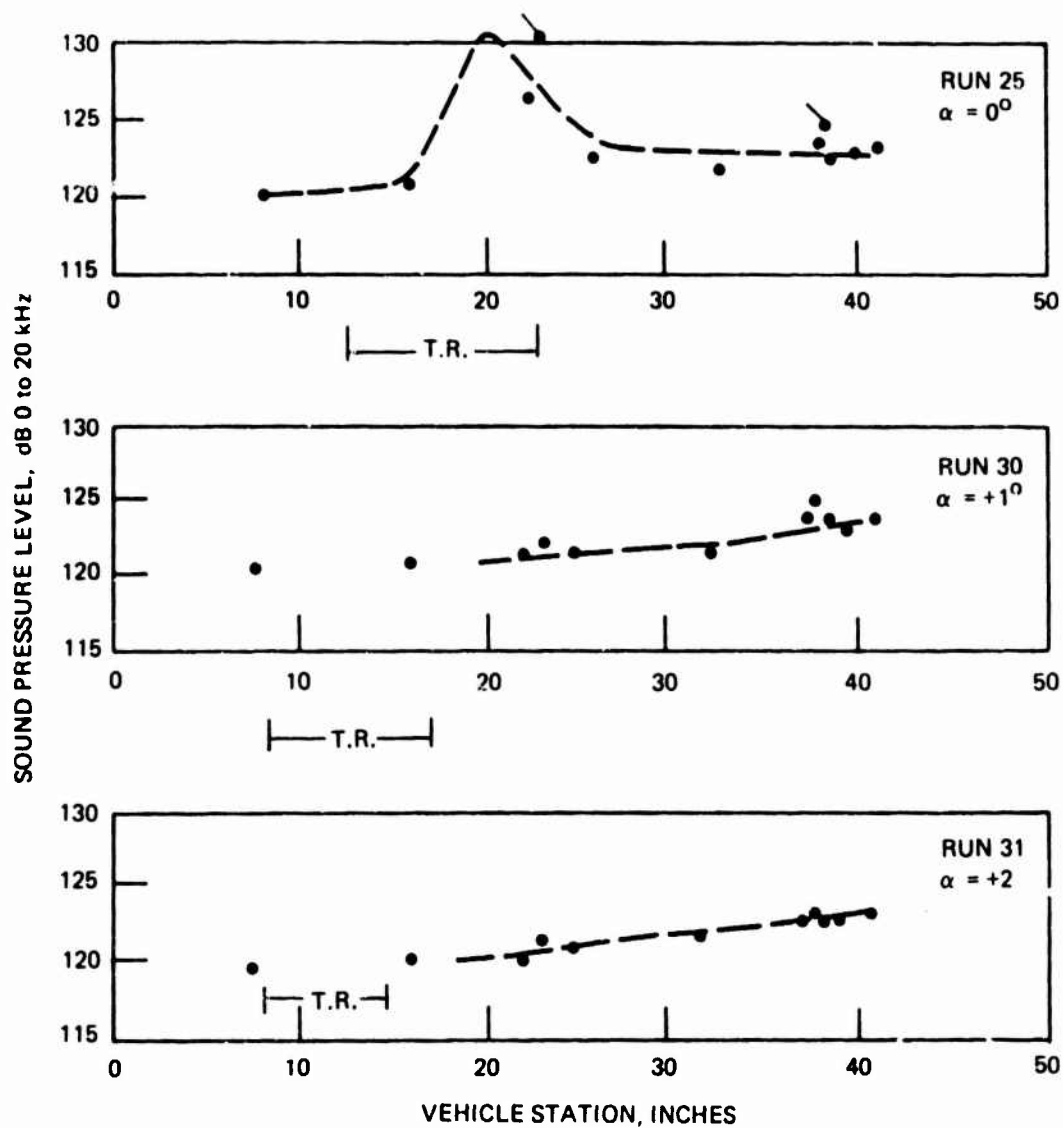 SOUND PRESSURE LEVEL, dB 0 to 20 kHz
130
125
120
115
RUN 25
α = 0°
0 10 20 30 40 50
T.R.
130
125
120
115
RUN 30
α = +1°
0 10 20 30 40 50
T.R.
130
125
120
115
RUN 31
α = +2
T.R.
0 10 20 30 40 50
VEHICLE STATION, INCHES